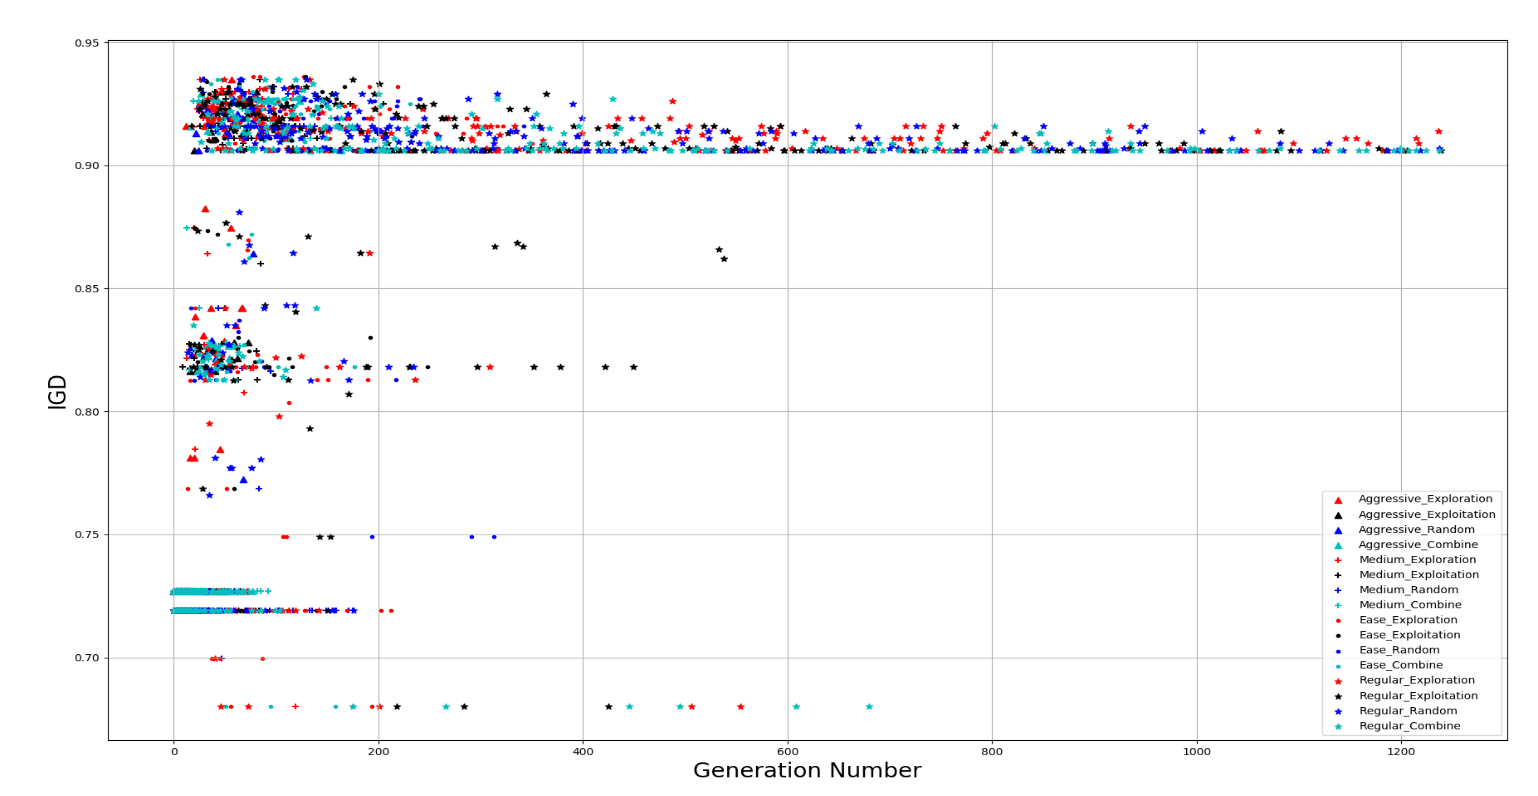 0.95
0.90
0.85
0.80
0.75
0.70
IGD
0
200
400
600
800
1000
1200
Generation Number
Aggressive_Exploration
Aggressive_Exploitation
Aggressive_Random
Aggressive_Combine
Medium_Exploration
Medium_Exploitation
Medium_Random
Medium_Combine
Ease_Exploration
Ease_Exploitation
Ease_Random
Ease_Combine
Regular_Exploration
Regular_Exploitation
Regular_Random
Regular_Combine